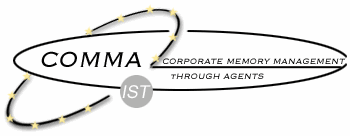 COMMA
CORPORATE MEMORY MANAGEMENT
THROUGH AGENTS
IST